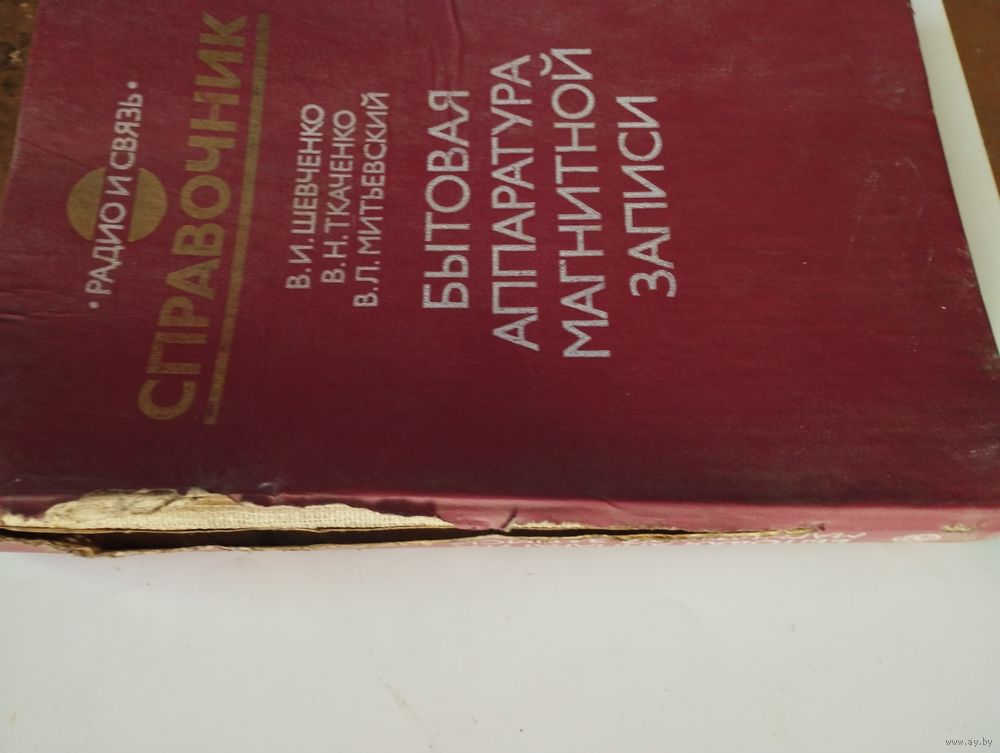 • РАДИО И СВЯЗЬ •
СПРАВОЧНИК
В. И. ШЕВЧЕНКО
В. Н. ТКАЧЕНКО
В. Л. МИТЬЕВСКИЙ
БЫТОВАЯ
АППАРАТУРА
МАГНИТНОЙ
ЗАПИСИ
www.ay.by